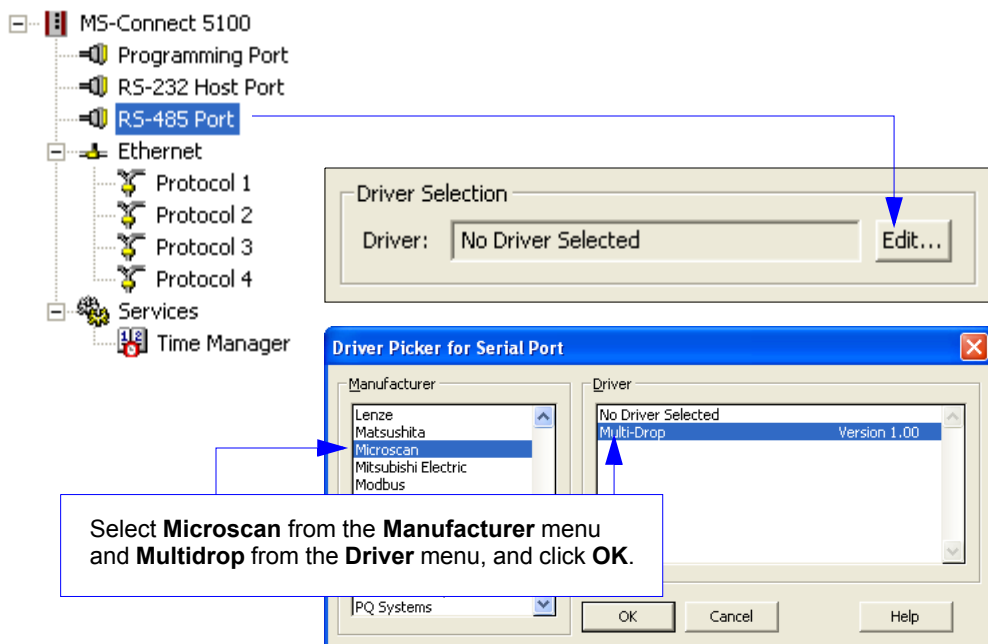 MS-Connect 5100
Programming Port
RS-232 Host Port
RS-485 Port
Ethernet
Protocol 1
Protocol 2
Protocol 3
Protocol 4
Services
Time Manager
Driver Selection
Driver: No Driver Selected Edit...
Driver Picker for Serial Port
Manufacturer
Lenze
Matsushita
Microscan
Mitsubishi Electric
Modbus
PQ Systems
Driver
No Driver Selected
Multi-Drop Version 1.00
Select Microscan from the Manufacturer menu
and Multidrop from the Driver menu, and click OK.
OK Cancel Help